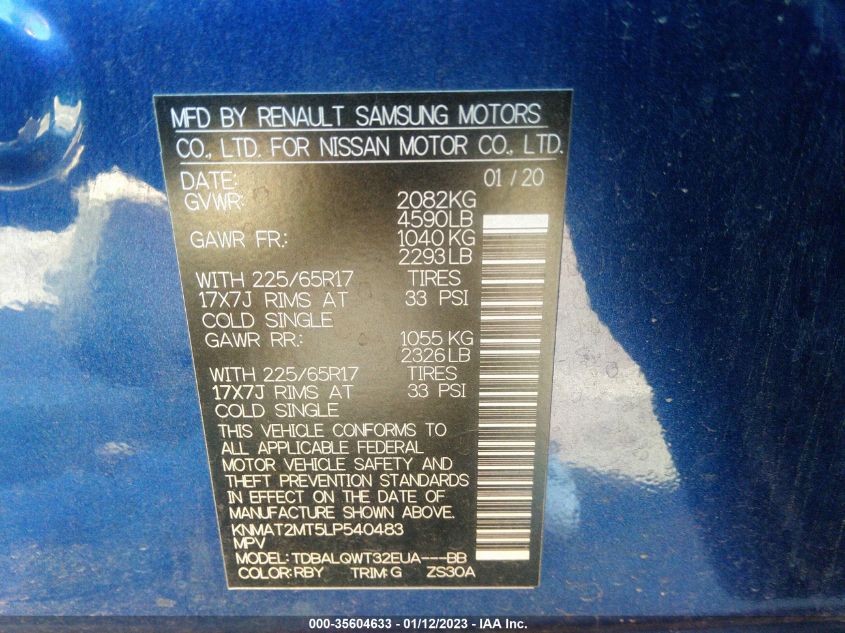 MFD BY RENAULT SAMSUNG MOTORS
CO., LTD. FOR NISSAN MOTOR CO., LTD.
DATE: 01 / 20
GVWR: 2082KG
4590LB
GAWR FR.: 1040 KG
2293 LB
WITH 225/65R17 TIRES
17X7J RIMS AT 33 PSI
COLD SINGLE
GAWR RR.: 1055 KG
2326 LB
WITH 225/65R17 TIRES
17X7J RIMS AT 33 PSI
COLD SINGLE
THIS VEHICLE CONFORMS TO
ALL APPLICABLE FEDERAL
MOTOR VEHICLE SAFETY AND
THEFT PREVENTION STANDARDS
IN EFFECT ON THE DATE OF
MANUFACTURE SHOWN ABOVE.
KNMAT2MT5LP540483
MPV
MODEL: TDBALQWT32EUA---BB
COLOR: RBY TRIM: G ZS30A
000-35604633 - 01/12/2023 - IAA Inc.